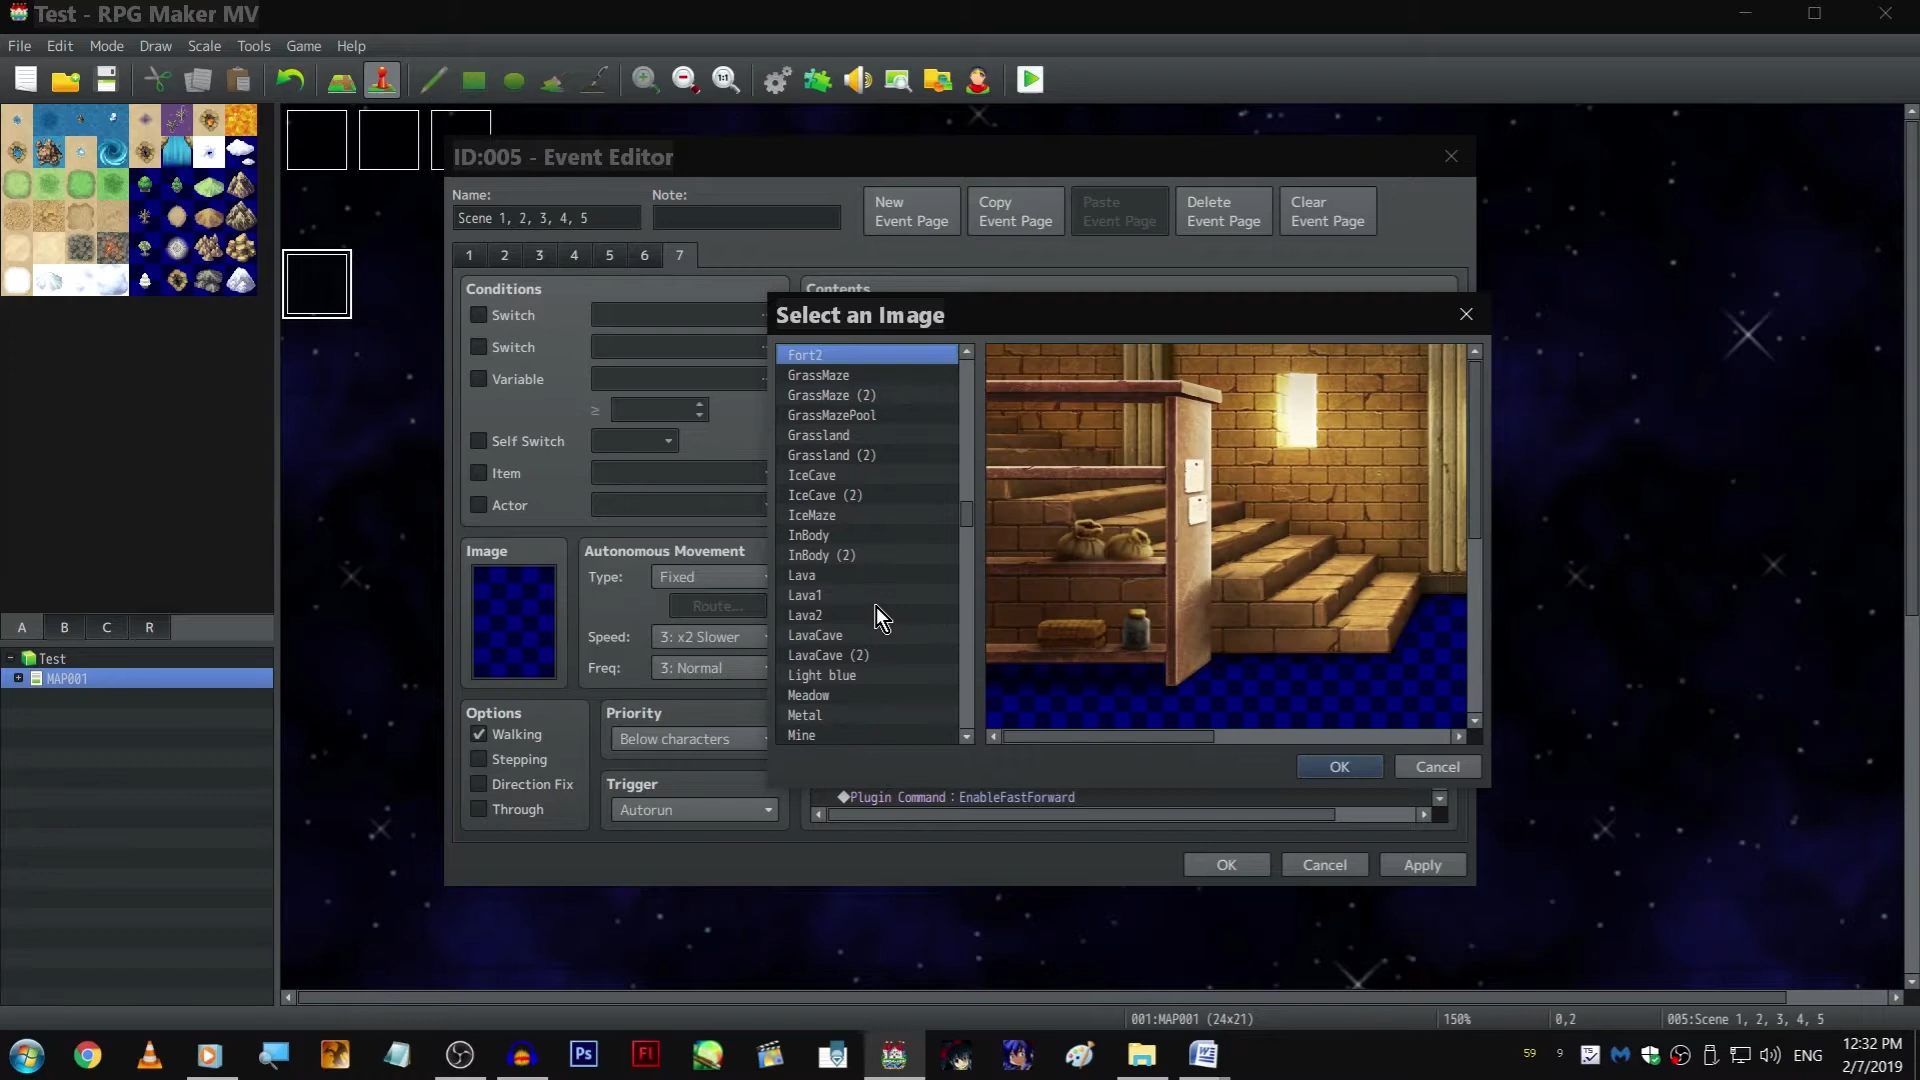 Test - RPG Maker MV
File Edit Mode Draw Scale Tools Game Help
1:1
ID:005 - Event Editor
Name:
Note:
Scene 1, 2, 3, 4, 5
New
Event Page
Copy
Event Page
Paste
Event Page
Delete
Event Page
Clear
Event Page
1 2 3 4 5 6 7
Conditions
Switch
Switch
Variable
≥
Self Switch
Item
Actor
Contents
Select an Image
Fort2
GrassMaze
GrassMaze (2)
GrassMazePool
Grassland
Grassland (2)
IceCave
IceCave (2)
IceMaze
InBody
InBody (2)
Lava
Lava1
Lava2
LavaCave
LavaCave (2)
Light blue
Meadow
Metal
Mine
OK
Cancel
Image
Autonomous Movement
Type:
Fixed
Route...
Speed:
3: x2 Slower
Freq:
3: Normal
Options
Walking
Stepping
Direction Fix
Through
Priority
Below characters
Trigger
Autorun
◆Plugin Command：EnableFastForward
OK
Cancel
Apply
A B C R
Test
MAP001
001:MAP001 (24x21)
150%
0,2
005:Scene 1, 2, 3, 4, 5
Ps
Fl
59
9
ENG
12:32 PM
2/7/2019